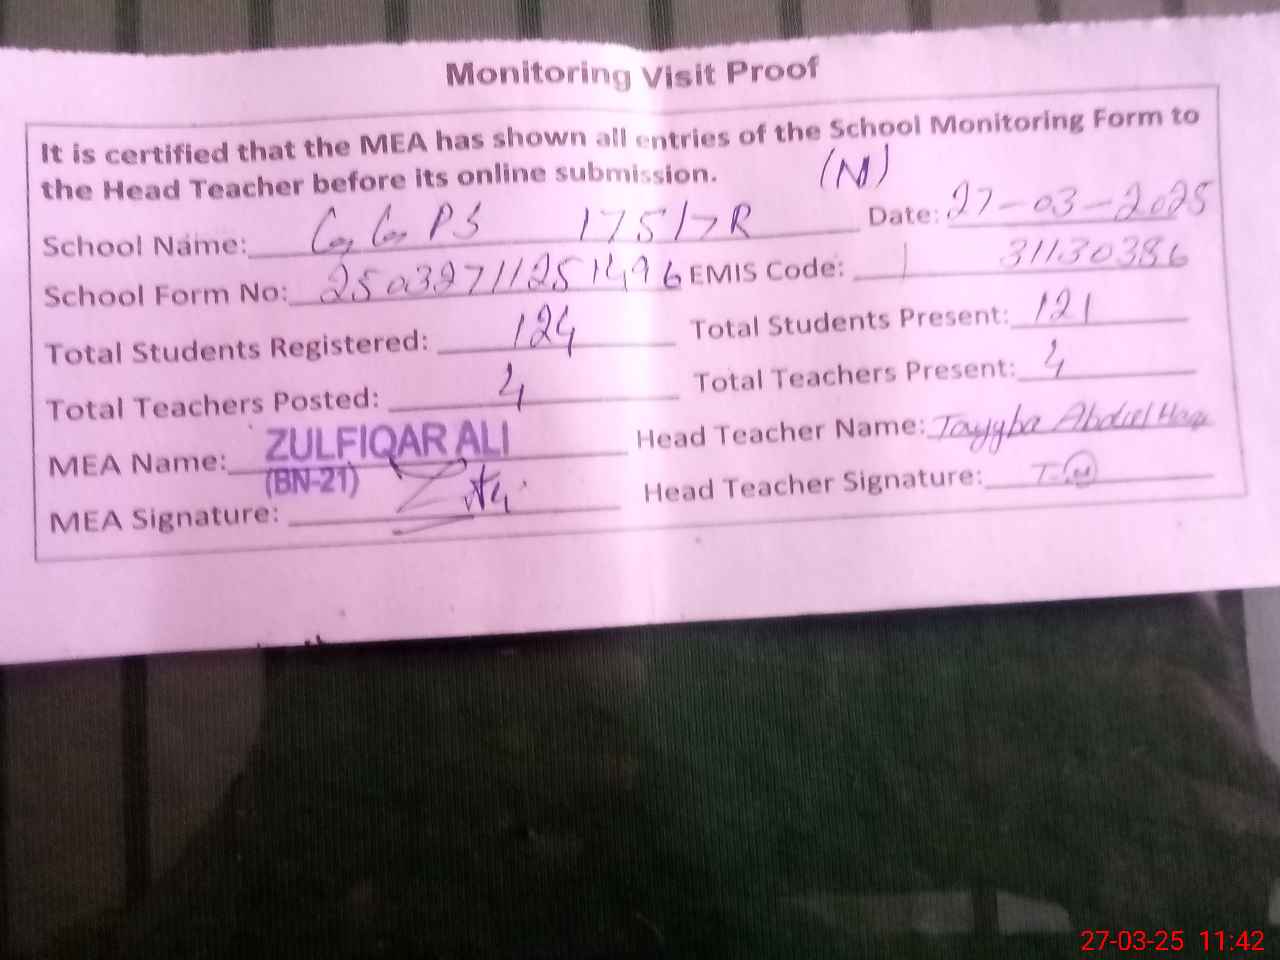 Monitoring Visit Proof
It is certified that the MEA has shown all entries of the School Monitoring Form to
the Head Teacher before its online submission. (M)
School Name: GGPS 175/7R Date: 27-03-2025
School Form No: EMIS Code: 31130386
Total Students Registered: 124 Total Students Present: 121
Total Teachers Posted: 4 Total Teachers Present: 4
MEA Name: ZULFIQAR ALI Head Teacher Name: Tayyba Abdul Haq
(BN-21)
MEA Signature: Head Teacher Signature:
27-03-25 11:42